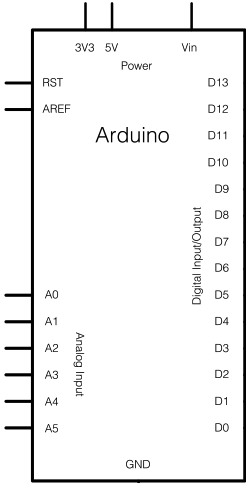 3V3 5V Vin
Power
RST D13
AREF D12
Arduino D11
D10
D9
D8
D7
D6
Digital Input/Output
A0 D5
A1 D4
A2 D3
Analog Input
A3 D2
A4 D1
A5 D0
GND